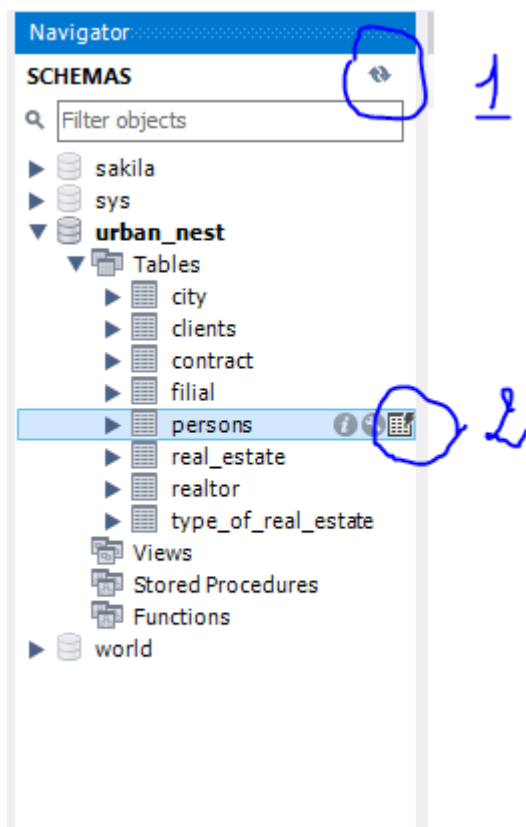 Navigator
SCHEMAS
1
Filter objects
sakila
sys
urban_nest
Tables
city
clients
contract
filial
persons
2
real_estate
realtor
type_of_real_estate
Views
Stored Procedures
Functions
world